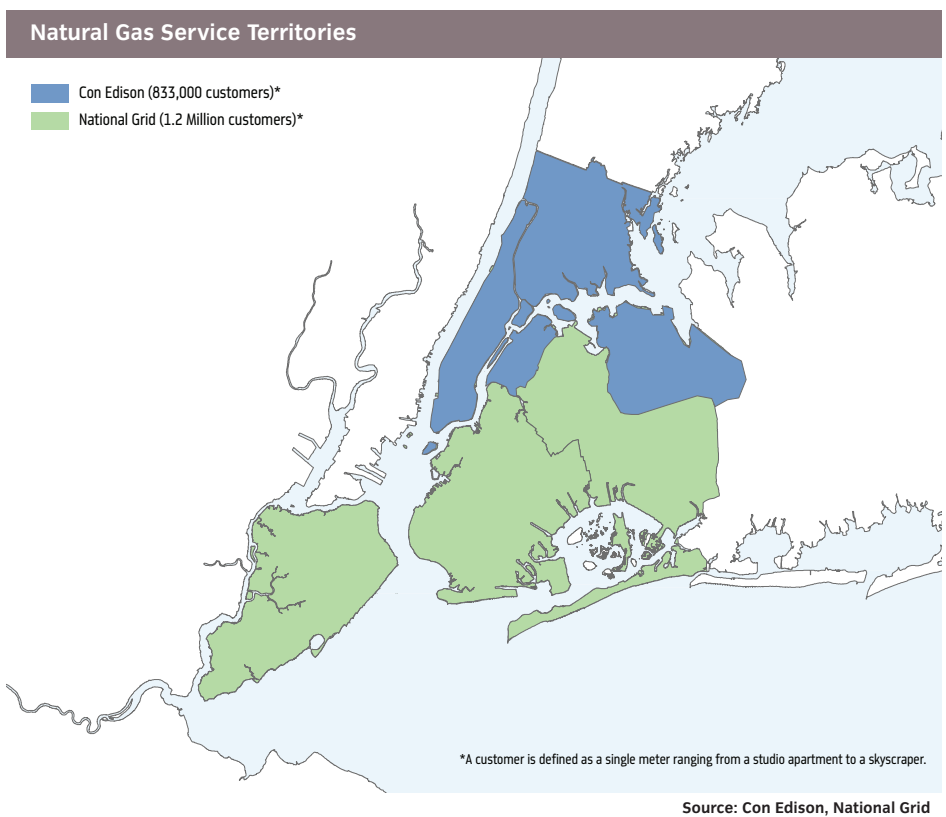 Natural Gas Service Territories
Con Edison (833,000 customers)*
National Grid (1.2 Million customers)*
*A customer is defined as a single meter ranging from a studio apartment to a skyscraper.
Source: Con Edison, National Grid